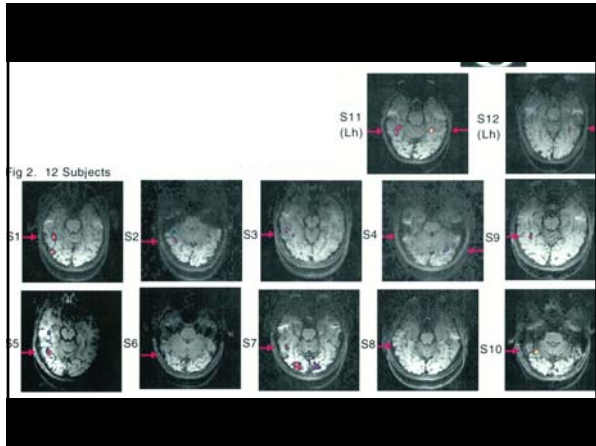 S11
(Lh)
S12
(Lh)
Fig 2. 12 Subjects
S1
S2
S3
S4
S9
S5
S6
S7
S8
S10